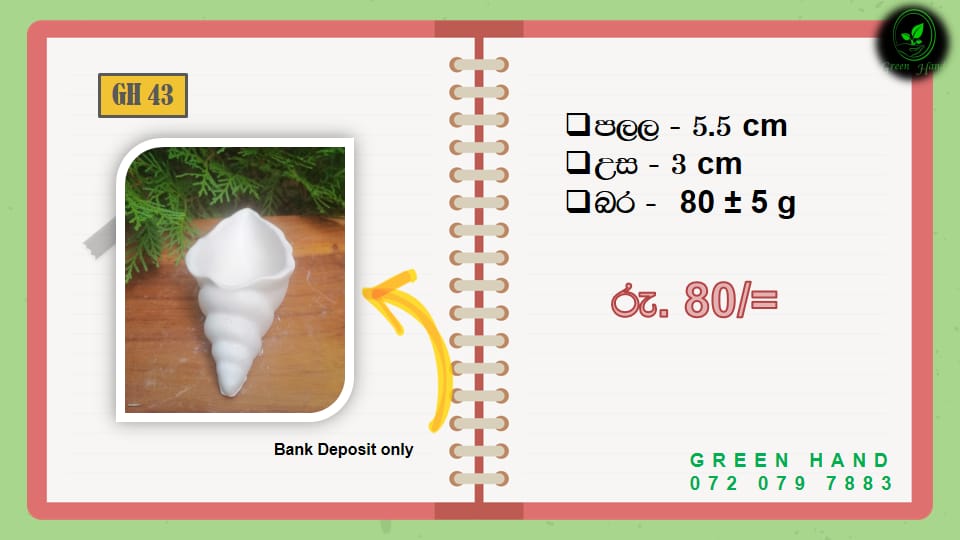 GH 43
Bank Deposit only
Green Hand
පලල - 5.5 cm
උස - 3 cm
බර - 80 ± 5 g
රු. 80/=
GREEN HAND
072 079 7883